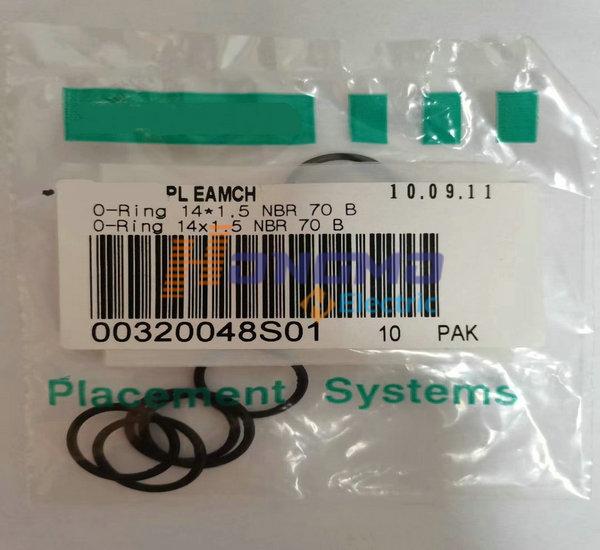 PL EAMCH 10.09.11
O-Ring 14*1.5 NBR 70 B
O-Ring 14x1.5 NBR 70 B
HONGMA
Electric
00320048S01 10 PAK
Placement Systems